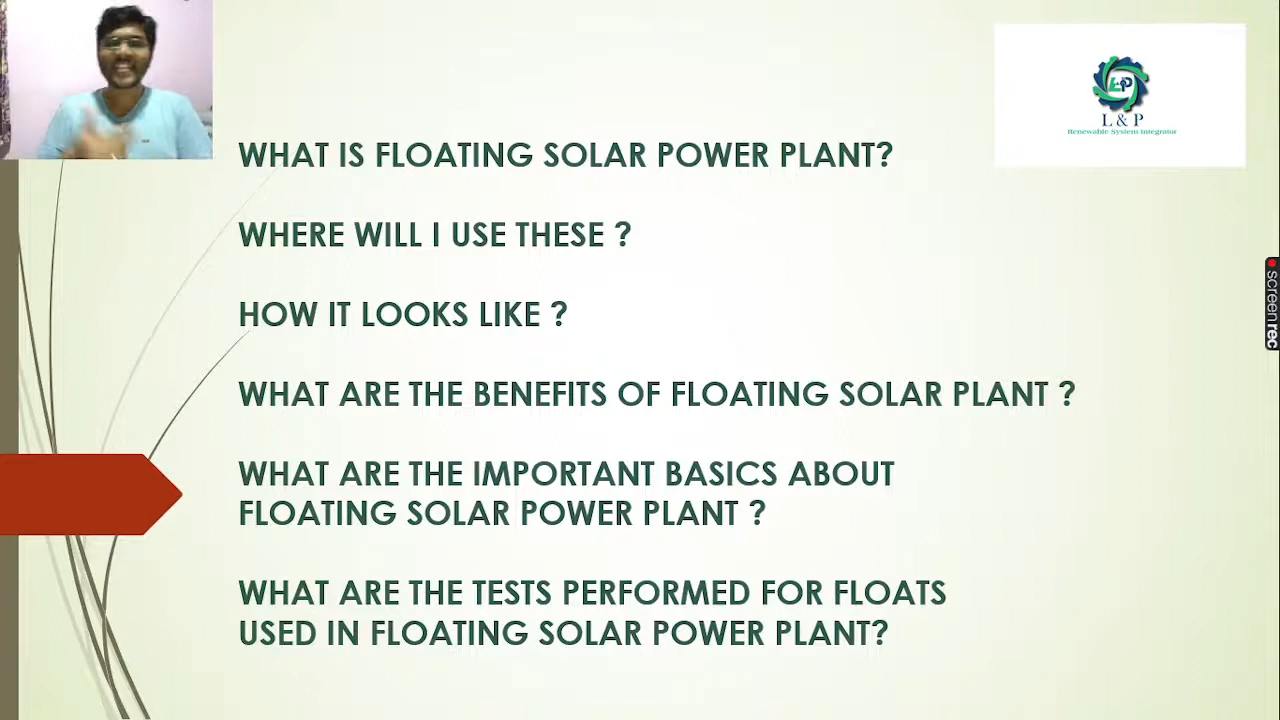 WHAT IS FLOATING SOLAR POWER PLANT?
L & P
Renewable System Integrator
WHERE WILL I USE THESE ?
HOW IT LOOKS LIKE ?
WHAT ARE THE BENEFITS OF FLOATING SOLAR PLANT ?
WHAT ARE THE IMPORTANT BASICS ABOUT
FLOATING SOLAR POWER PLANT ?
WHAT ARE THE TESTS PERFORMED FOR FLOATS
USED IN FLOATING SOLAR POWER PLANT?
screenrec